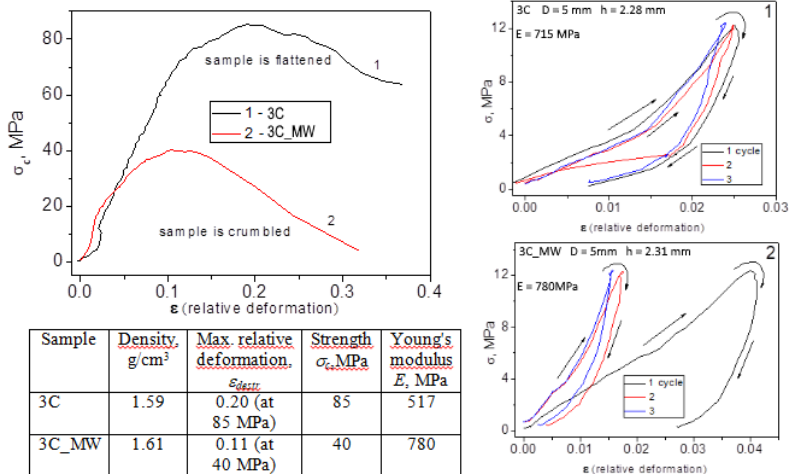 80
60
40
20
0
σc, MPa
sample is flattened
1
1 - 3C
2 - 3C_MW
2
sample is crumbled
0.0 0.1 0.2 0.3 0.4
ε (relative deformation)
Sample Density, g/cm³ Max. relative deformation, εdestr. Strength σc, MPa Young's modulus E, MPa
3C 1.59 0.20 (at 85 MPa) 85 517
3C_MW 1.61 0.11 (at 40 MPa) 40 780
3C D = 5 mm h = 2.28 mm 1
E = 715 MPa
12
8
4
0
σ, MPa
1 cycle
2
3
0.00 0.01 0.02 0.03
ε (relative deformation)
3C_MW D = 5mm h = 2.31 mm 2
E = 780MPa
12
8
4
0
σ, MPa
1 cycle
2
3
0.00 0.01 0.02 0.03 0.04
ε (relative deformation)